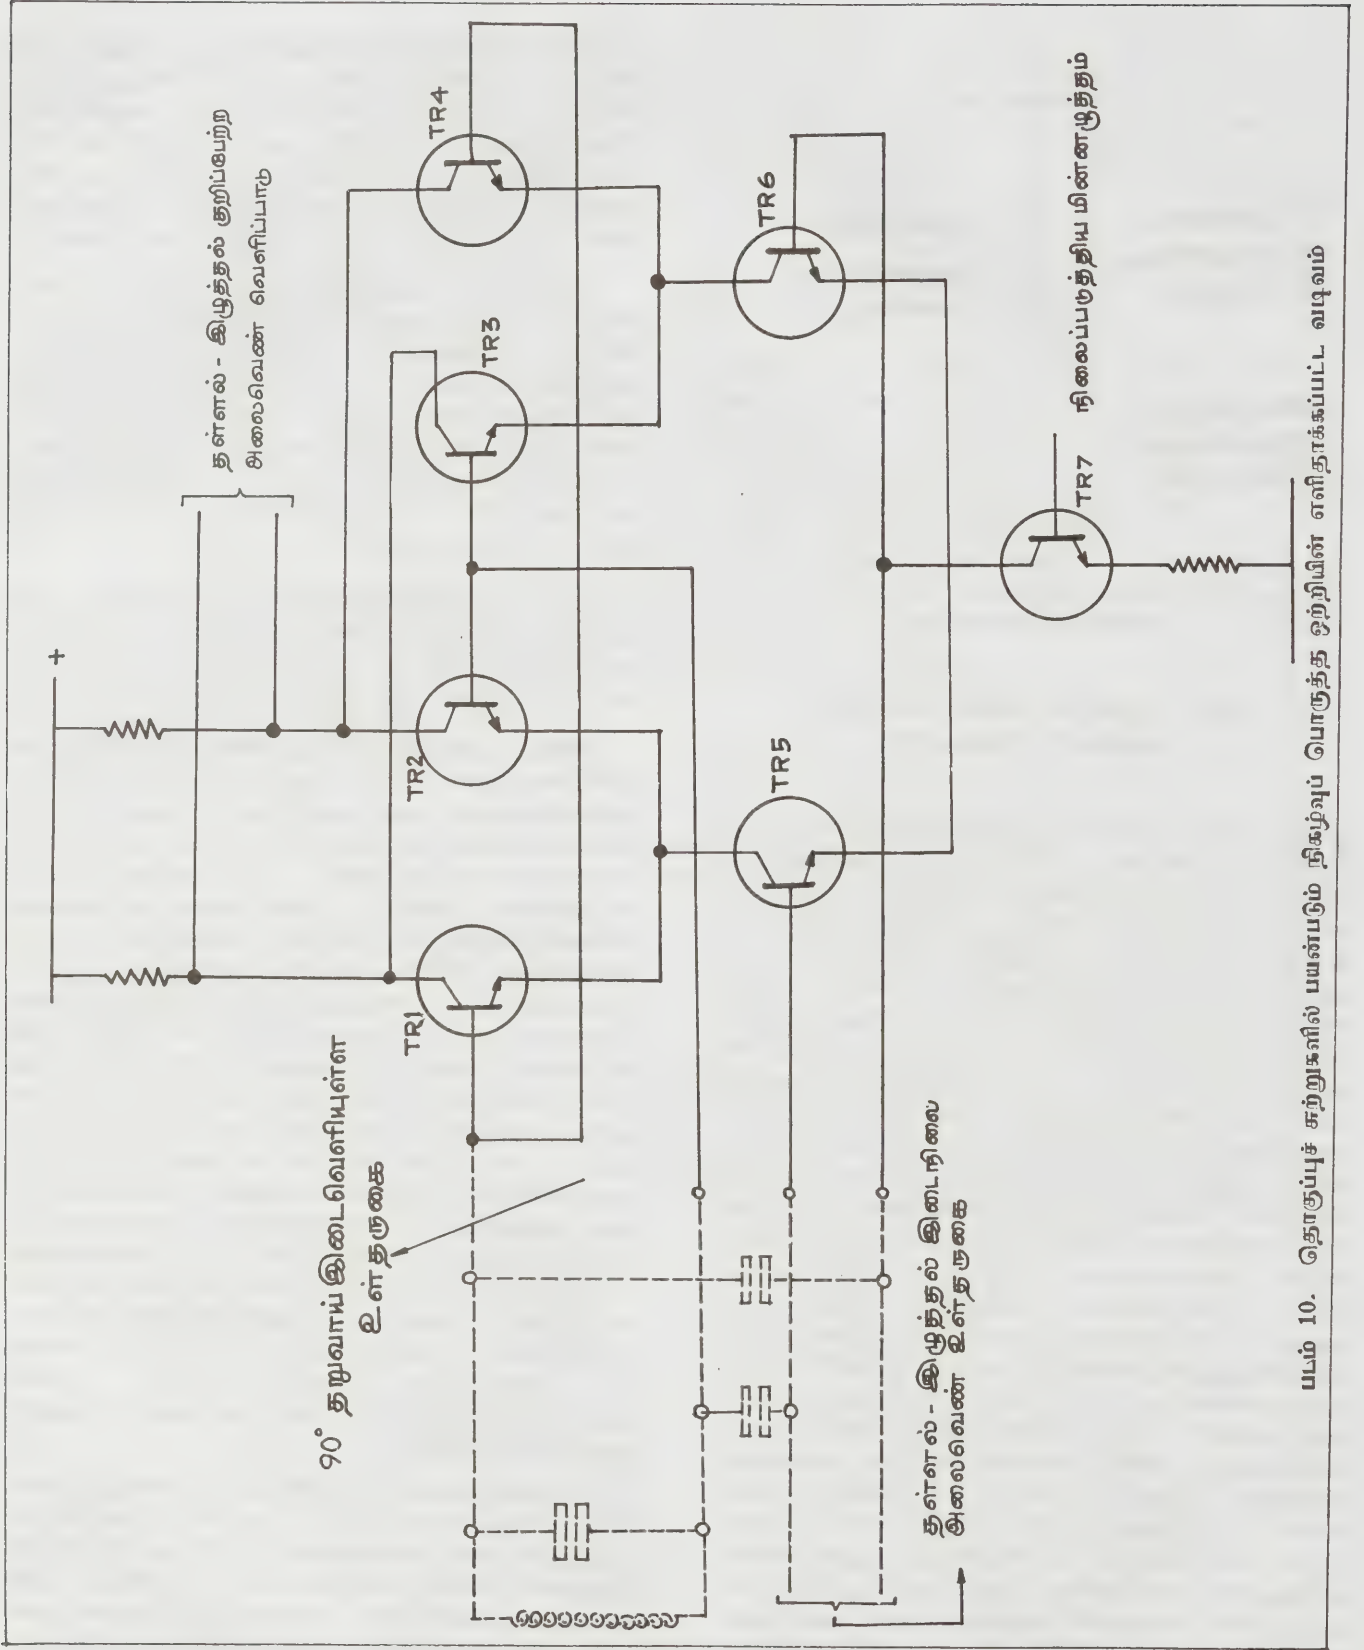 தள்ளல் - இழுத்தல் குறிப்பேற்ற
அலைவெண் வெளிப்பாடு
+
TR4
TR3
TR2
TR1
90° தறுவாய் இடைவெளியுள்ள
உள்தருகை
TR6
TR5
TR7
நிலைப்படுத்திய மின்னழுத்தம்
தள்ளல் - இழுத்தல் இடைநிலை
அலைவெண் உள்தருகை
படம் 10. தொகுப்புச் சுற்றுகளில் பயன்படும் நிகழ்வுப் பொருத்த ஒற்றியின் எளிதாக்கப்பட்ட வடிவம்